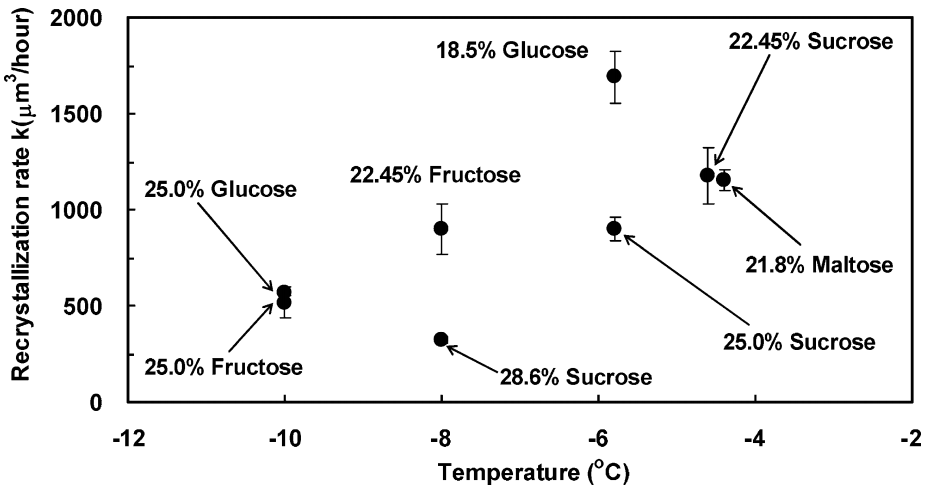 2000
1500
1000
500
0
Recrystallization rate k(μm³/hour)
18.5% Glucose
22.45% Sucrose
25.0% Glucose
22.45% Fructose
21.8% Maltose
25.0% Fructose
25.0% Sucrose
28.6% Sucrose
-12 -10 -8 -6 -4 -2
Temperature (°C)